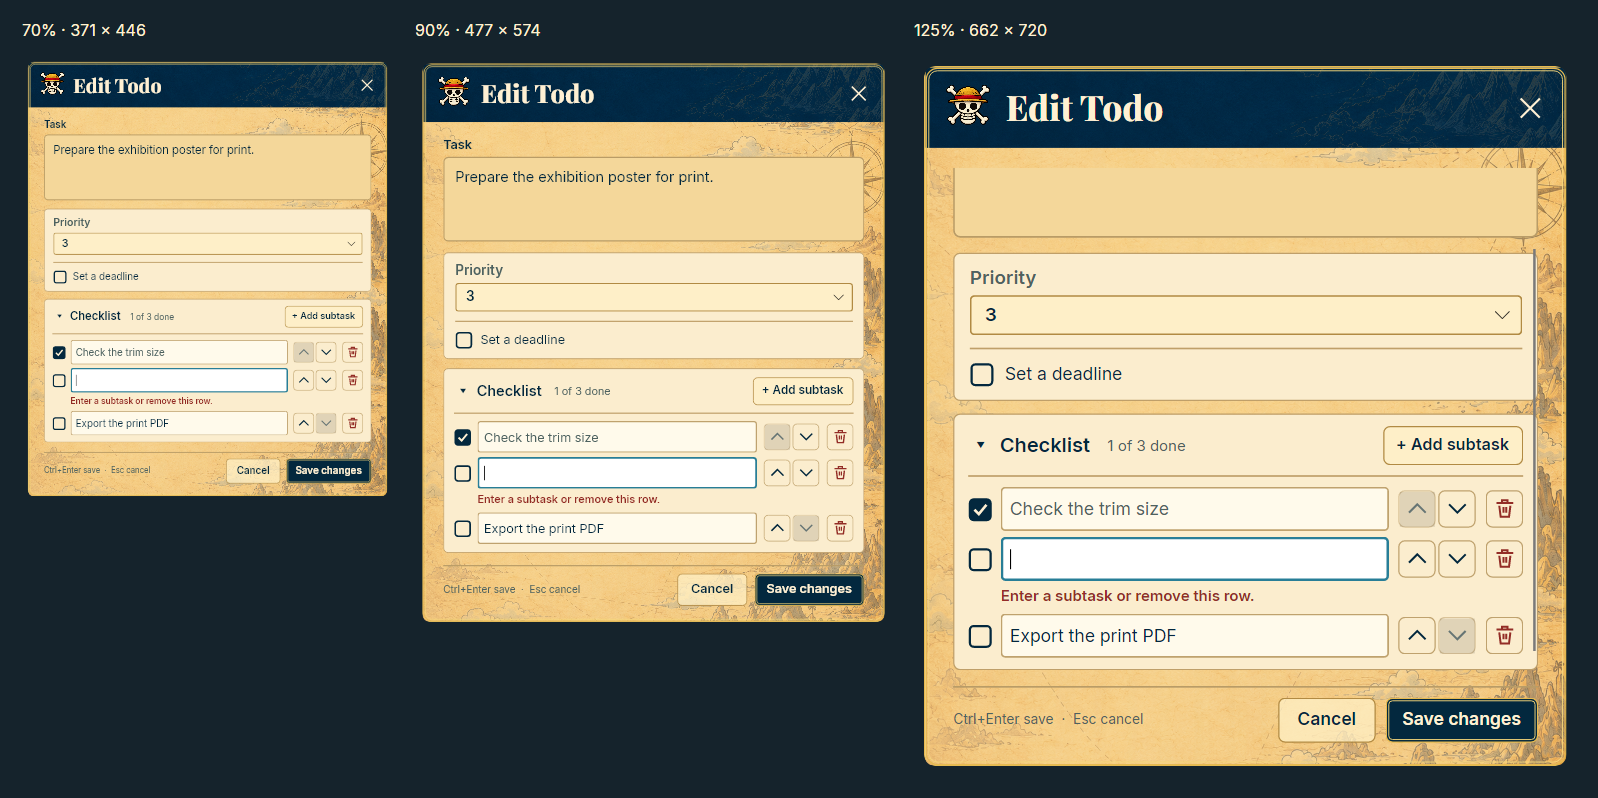 70% · 371 × 446
Edit Todo
Task
Prepare the exhibition poster for print.
Priority
3
Set a deadline
Checklist 1 of 3 done + Add subtask
Check the trim size
Enter a subtask or remove this row.
Export the print PDF
Ctrl+Enter save · Esc cancel Cancel Save changes
90% · 477 × 574
Edit Todo
Task
Prepare the exhibition poster for print.
Priority
3
Set a deadline
Checklist 1 of 3 done + Add subtask
Check the trim size
Enter a subtask or remove this row.
Export the print PDF
Ctrl+Enter save · Esc cancel Cancel Save changes
125% · 662 × 720
Edit Todo
Priority
3
Set a deadline
Checklist 1 of 3 done + Add subtask
Check the trim size
Enter a subtask or remove this row.
Export the print PDF
Ctrl+Enter save · Esc cancel Cancel Save changes